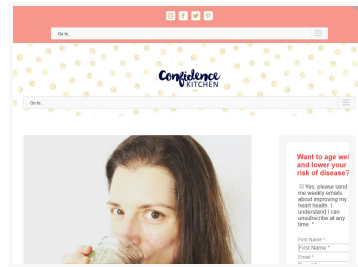 Go to...
Confidence
KITCHEN
Go to...
Want to age wel
and lower your
risk of disease?
Yes, please send
me weekly emails
about improving my
heart health. I
understand I can
unsubscribe at any
time. *
First Name *
First Name *
Email *